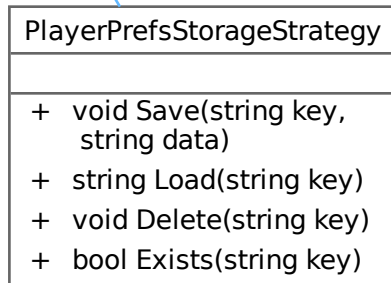 PlayerPrefsStorageStrategy
+ void Save(string key,
string data)
+ string Load(string key)
+ void Delete(string key)
+ bool Exists(string key)